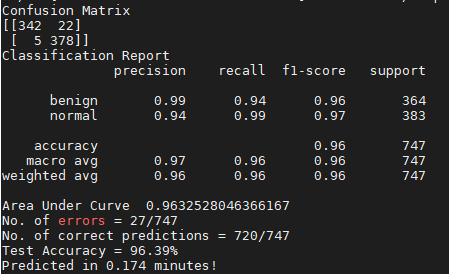 Confusion Matrix
[[342  22]
 [  5 378]]
Classification Report
              precision    recall  f1-score   support

      benign       0.99      0.94      0.96       364
      normal       0.94      0.99      0.97       383

    accuracy                           0.96       747
   macro avg       0.97      0.96      0.96       747
weighted avg       0.96      0.96      0.96       747

Area Under Curve  0.9632528046366167
No. of errors = 27/747
No. of correct predictions = 720/747
Test Accuracy = 96.39%
Predicted in 0.174 minutes!